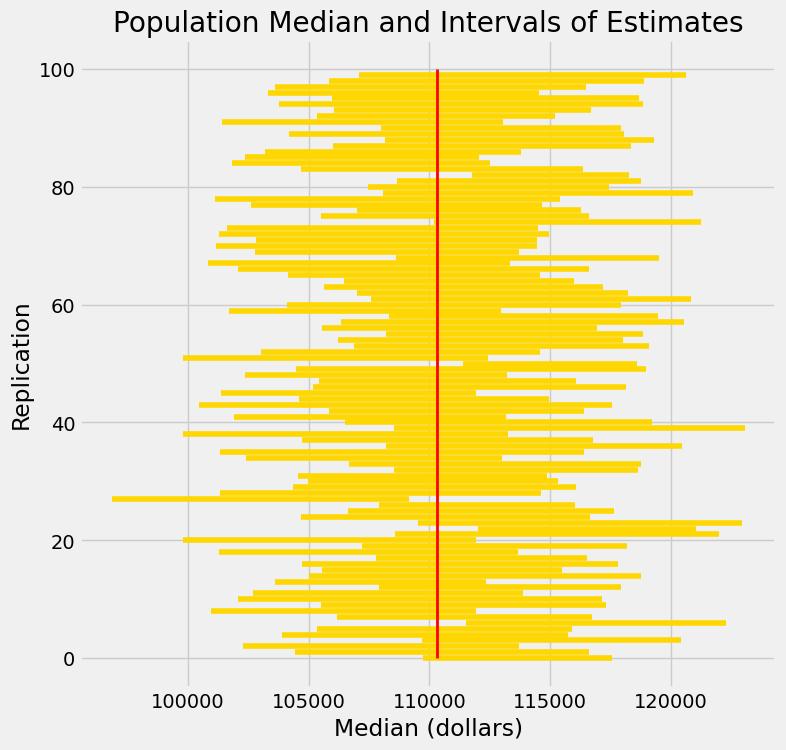 Population Median and Intervals of Estimates
100
80
60
40
20
0
Replication
100000 105000 110000 115000 120000
Median (dollars)